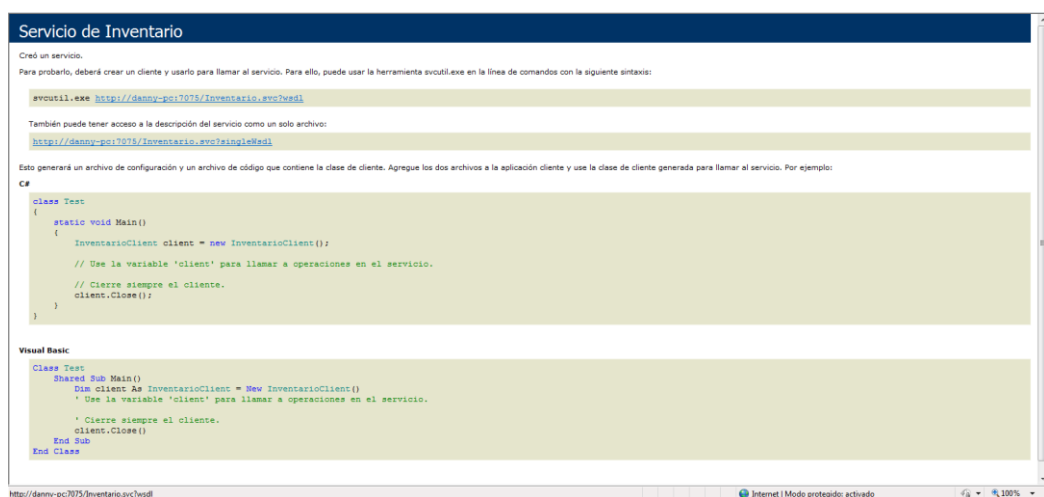 Servicio de Inventario
Creó un servicio.
Para probarlo, deberá crear un cliente y usarlo para llamar al servicio. Para ello, puede usar la herramienta svcutil.exe en la línea de comandos con la siguiente sintaxis:
svcutil.exe http://danny-pc:7075/Inventario.svc?wsdl
También puede tener acceso a la descripción del servicio como un solo archivo:
http://danny-pc:7075/Inventario.svc?singleWsdl
Esto generará un archivo de configuración y un archivo de código que contiene la clase de cliente. Agregue los dos archivos a la aplicación cliente y use la clase de cliente generada para llamar al servicio. Por ejemplo:
C#
class Test
{
static void Main()
{
InventarioClient client = new InventarioClient();
// Use la variable 'client' para llamar a operaciones en el servicio.
// Cierre siempre el cliente.
client.Close();
}
}
Visual Basic
Class Test
Shared Sub Main()
Dim client As InventarioClient = New InventarioClient()
' Use la variable 'client' para llamar a operaciones en el servicio.
' Cierre siempre el cliente.
client.Close()
End Sub
End Class
http://danny-pc:7075/Inventario.svc?wsdl
Internet | Modo protegido: activado
100%